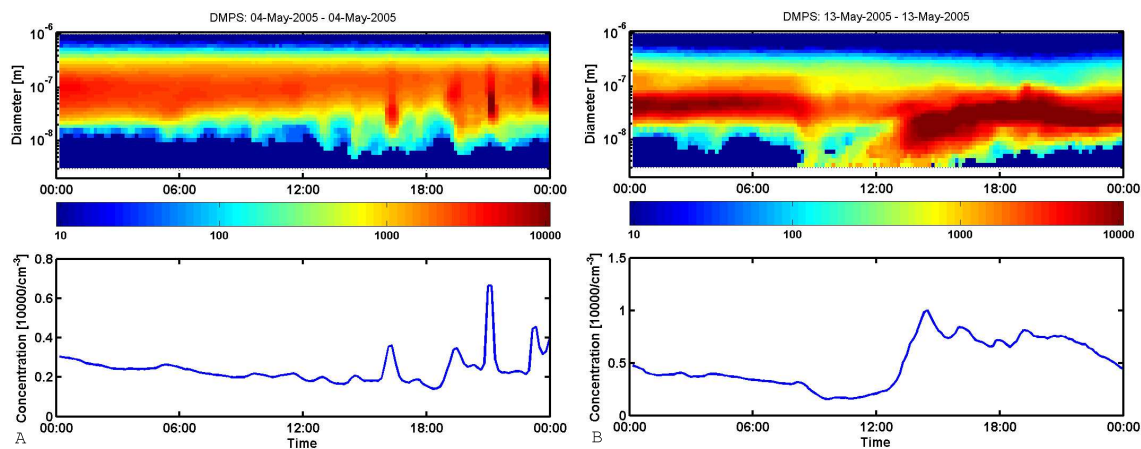 DMPS: 04-May-2005 - 04-May-2005
Diameter [m]
10^-6
10^-7
10^-8
00:00 06:00 12:00 18:00 00:00
10 100 1000 10000
Concentration [10000/cm^-3]
0.8
0.6
0.4
0.2
0
00:00 06:00 12:00 18:00 00:00
Time
A
DMPS: 13-May-2005 - 13-May-2005
Diameter [m]
10^-6
10^-7
10^-8
00:00 06:00 12:00 18:00 00:00
10 100 1000 10000
Concentration [10000/cm^-3]
1.5
1
0.5
0
00:00 06:00 12:00 18:00 00:00
Time
B